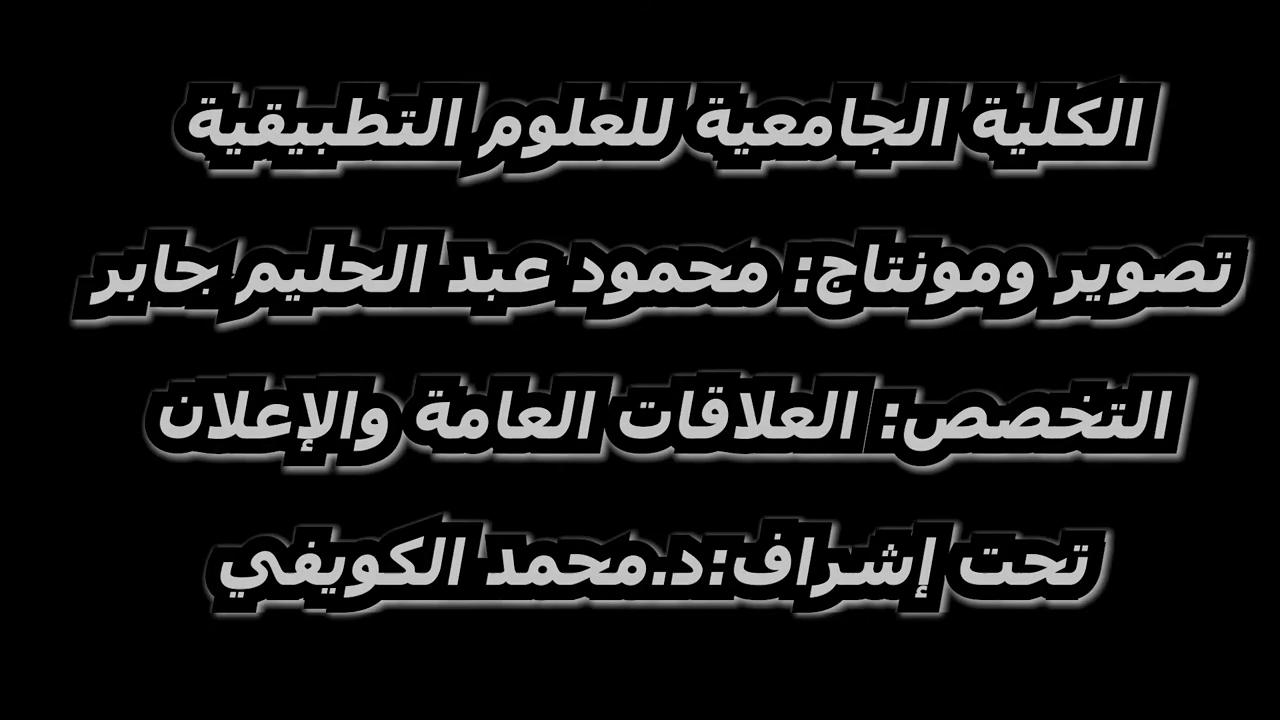 الكلية الجامعية للعلوم التطبيقية
تصوير ومونتاج: محمود عبد الحليم جابر
التخصص: العلاقات العامة والإعلان
تحت إشراف:د.محمد الكويفي